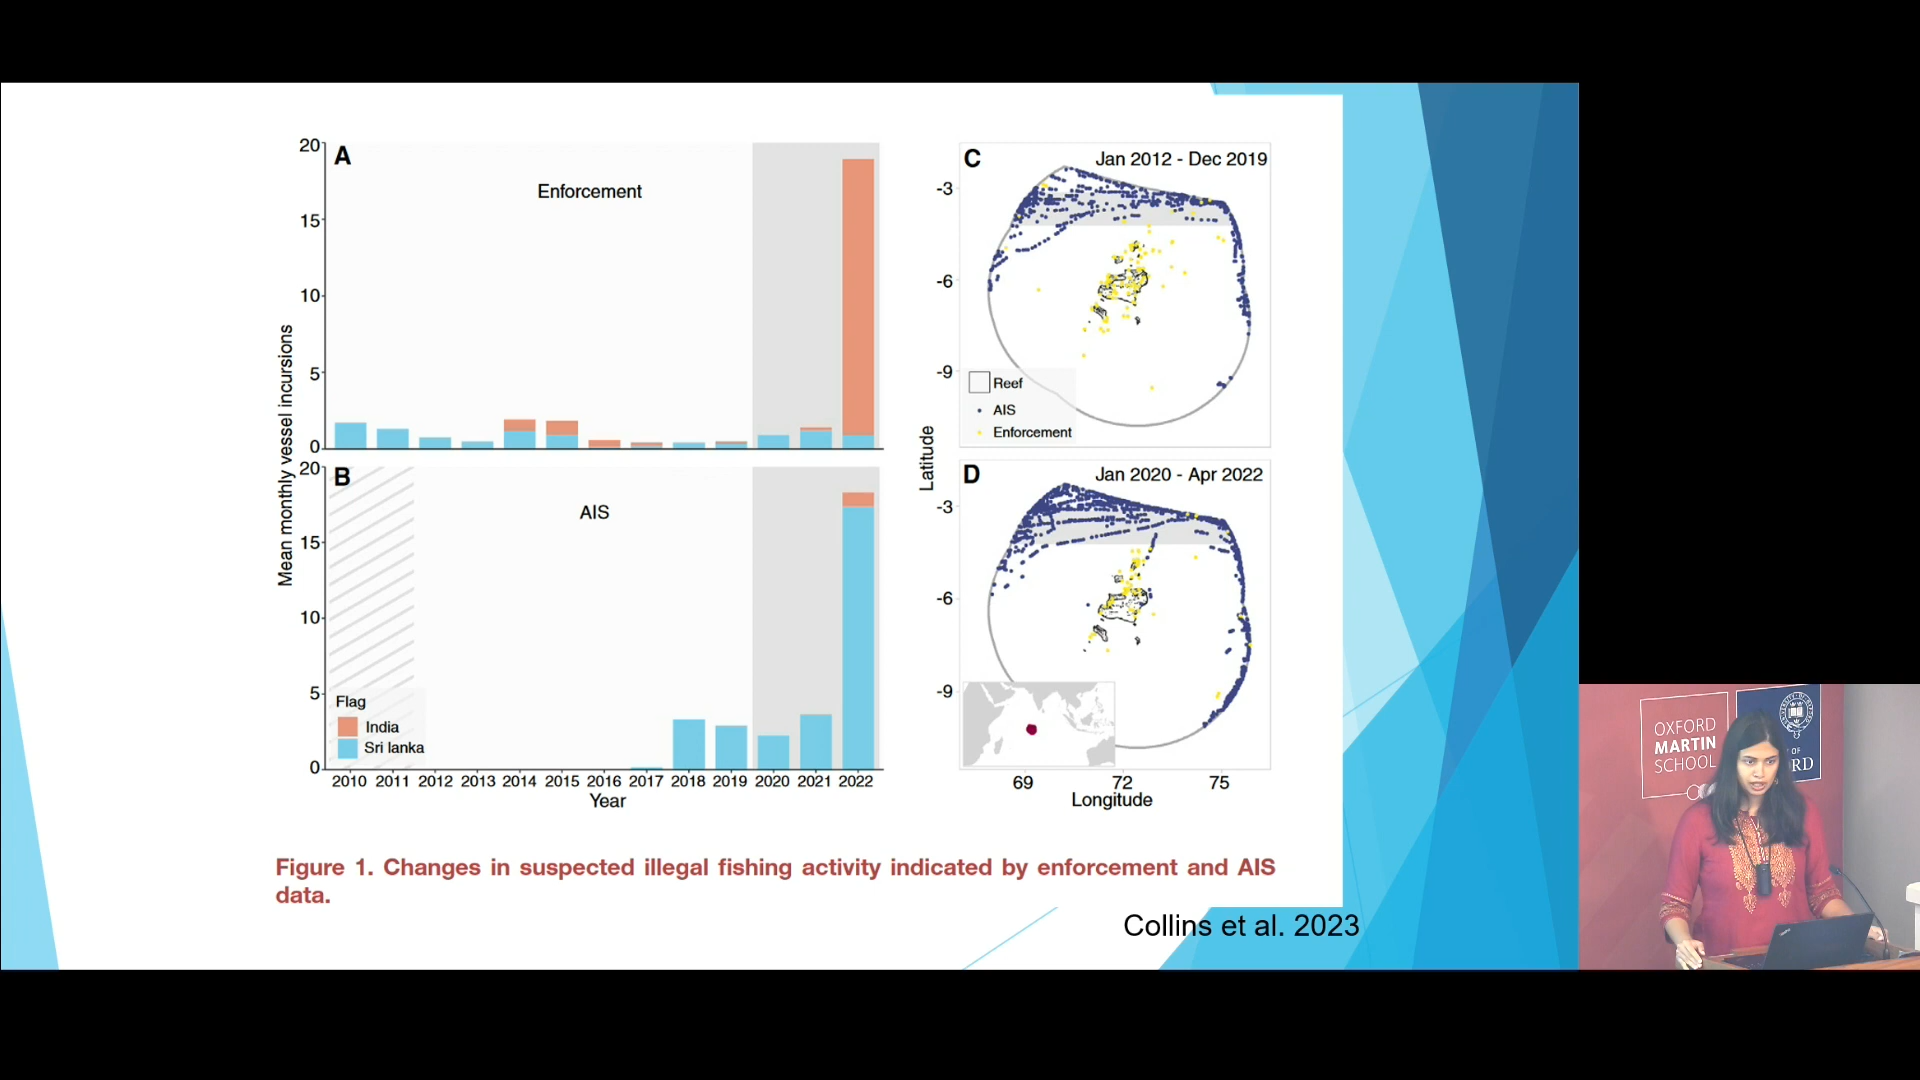 A
Enforcement
20
15
10
5
0
Mean monthly vessel incursions
B
AIS
20
15
10
5
0
Flag
India
Sri lanka
2010 2011 2012 2013 2014 2015 2016 2017 2018 2019 2020 2021 2022
Year
C
Jan 2012 - Dec 2019
-3
-6
-9
Reef
AIS
Enforcement
Latitude
D
Jan 2020 - Apr 2022
-3
-6
-9
69 72 75
Longitude
Figure 1. Changes in suspected illegal fishing activity indicated by enforcement and AIS
data.
Collins et al. 2023
OXFORD
MARTIN
SCHOOL
OF
RD